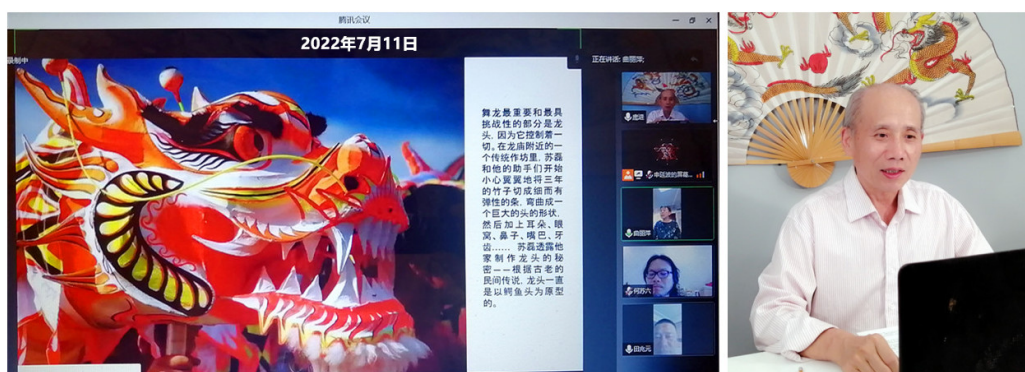 腾讯会议
2022年7月11日
录制中
正在讲话: 曲丽萍;
舞龙最重要和最具
挑战性的部分是龙
头, 因为它控制着一
切。在龙庙附近的一
个传统作坊里, 苏磊
和他的助手们开始
小心翼翼地将三年
的竹子切成细而有
弹性的条, 弯曲成一
个巨大的头的形状,
然后加上耳朵、眼
窝、鼻子、嘴巴、牙
齿…… 苏磊透露他
家制作龙头的秘
密——根据古老的
民间传说, 龙头一直
是以鳄鱼头为原型
的。
曲丽萍
何苏六
田兆元